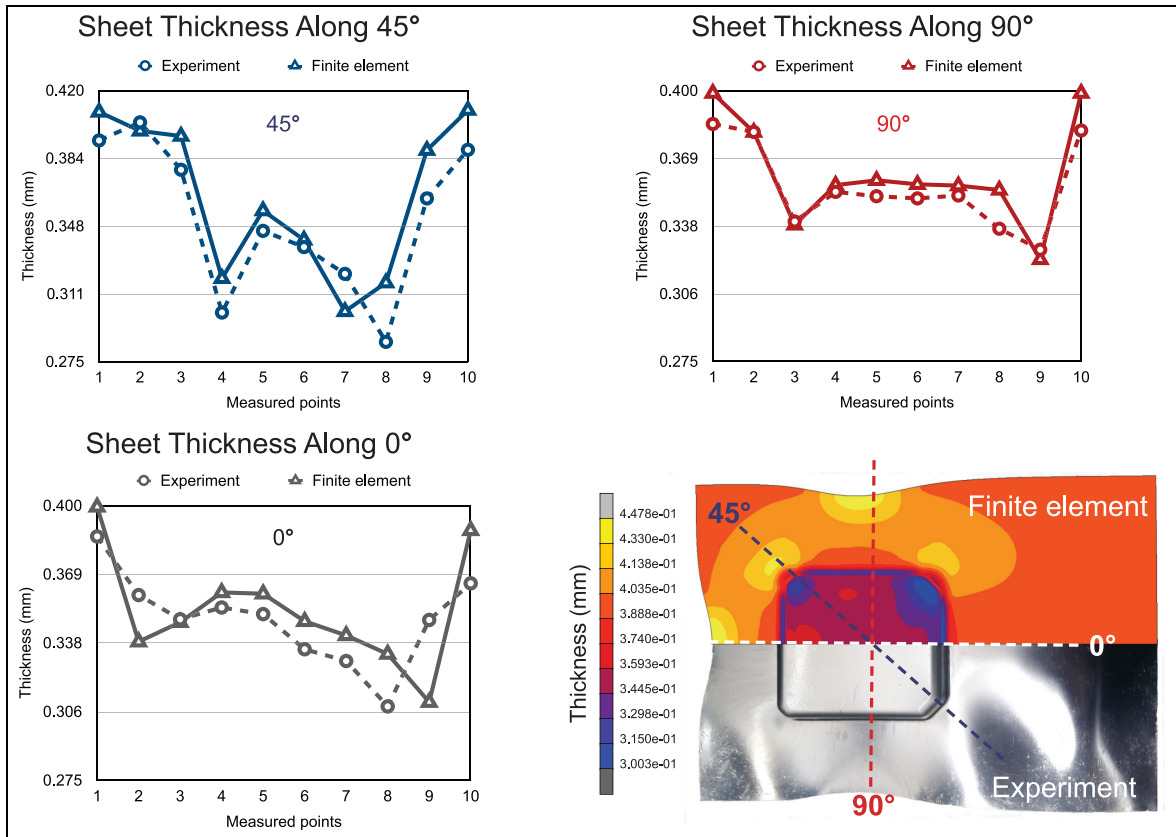 Sheet Thickness Along 45°
Experiment Finite element
45°
0.420
0.384
0.348
0.311
0.275
Thickness (mm)
1 2 3 4 5 6 7 8 9 10
Measured points
Sheet Thickness Along 90°
Experiment Finite element
90°
0.400
0.369
0.338
0.306
0.275
Thickness (mm)
1 2 3 4 5 6 7 8 9 10
Measured points
Sheet Thickness Along 0°
Experiment Finite element
0°
0.400
0.369
0.338
0.306
0.275
Thickness (mm)
1 2 3 4 5 6 7 8 9 10
Measured points
Thickness (mm)
4.478e-01
4.330e-01
4.138e-01
4.035e-01
3.888e-01
3.740e-01
3.593e-01
3.445e-01
3.298e-01
3.150e-01
3.003e-01
45°
Finite element
0°
Experiment
90°